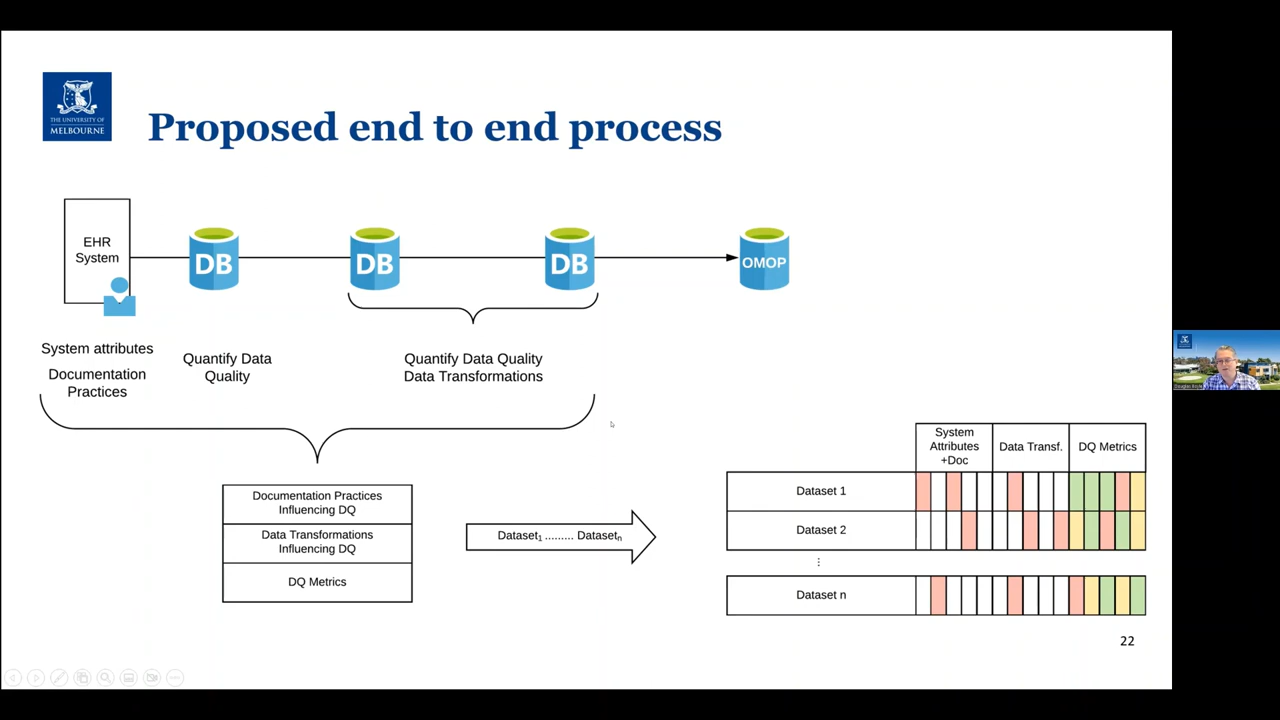 THE UNIVERSITY OF
MELBOURNE
Proposed end to end process
EHR
System
DB
DB
DB
OMOP
System attributes
Documentation
Practices
Quantify Data
Quality
Quantify Data Quality
Data Transformations
Documentation Practices
Influencing DQ
Data Transformations
Influencing DQ
DQ Metrics
Dataset1 ......... Datasetn
System
Attributes
+Doc
Data Transf.
DQ Metrics
Dataset 1
Dataset 2
⋮
Dataset n
22